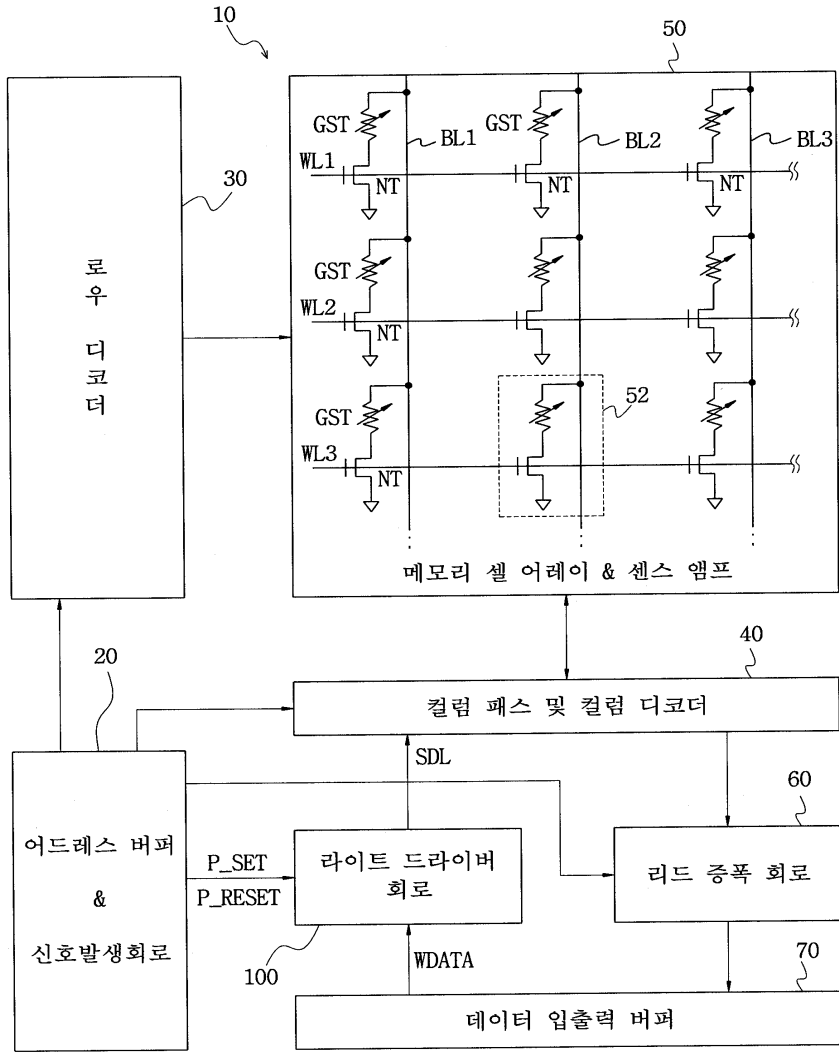 10
50
GST
GST
BL1
BL2
BL3
WL1
NT
NT
NT
30
로우 디코더
GST
WL2
NT
52
GST
WL3
NT
메모리 셀 어레이 & 센스 앰프
20
40
컬럼 패스 및 컬럼 디코더
SDL
60
어드레스 버퍼
&
신호발생회로
P_SET
P_RESET
라이트 드라이버
회로
리드 증폭 회로
100
WDATA
70
데이터 입출력 버퍼